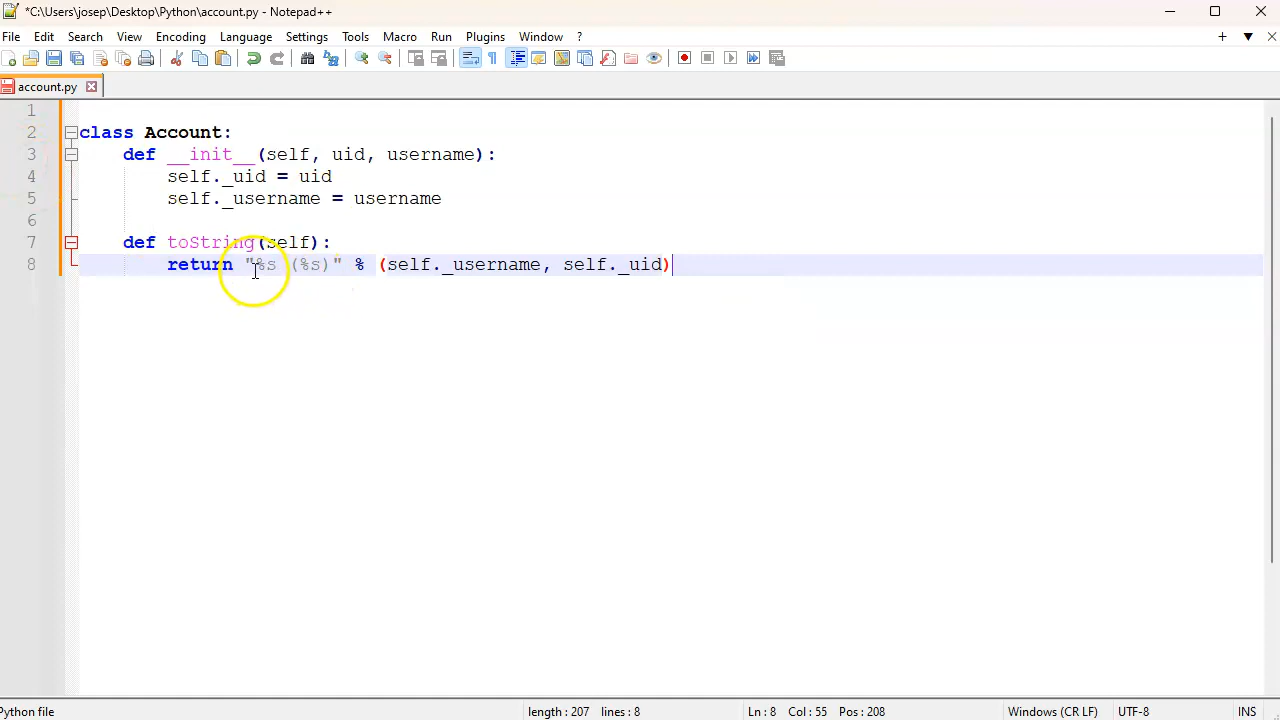 *C:\Users\josep\Desktop\Python\account.py - Notepad++
File Edit Search View Encoding Language Settings Tools Macro Run Plugins Window ?
account.py
1
2 class Account:
3 def __init__(self, uid, username):
4 self._uid = uid
5 self._username = username
6
7 def toString(self):
8 return "%s (%s)" % (self._username, self._uid)
Python file length : 207 lines : 8 Ln : 8 Col : 55 Pos : 208 Windows (CR LF) UTF-8 INS